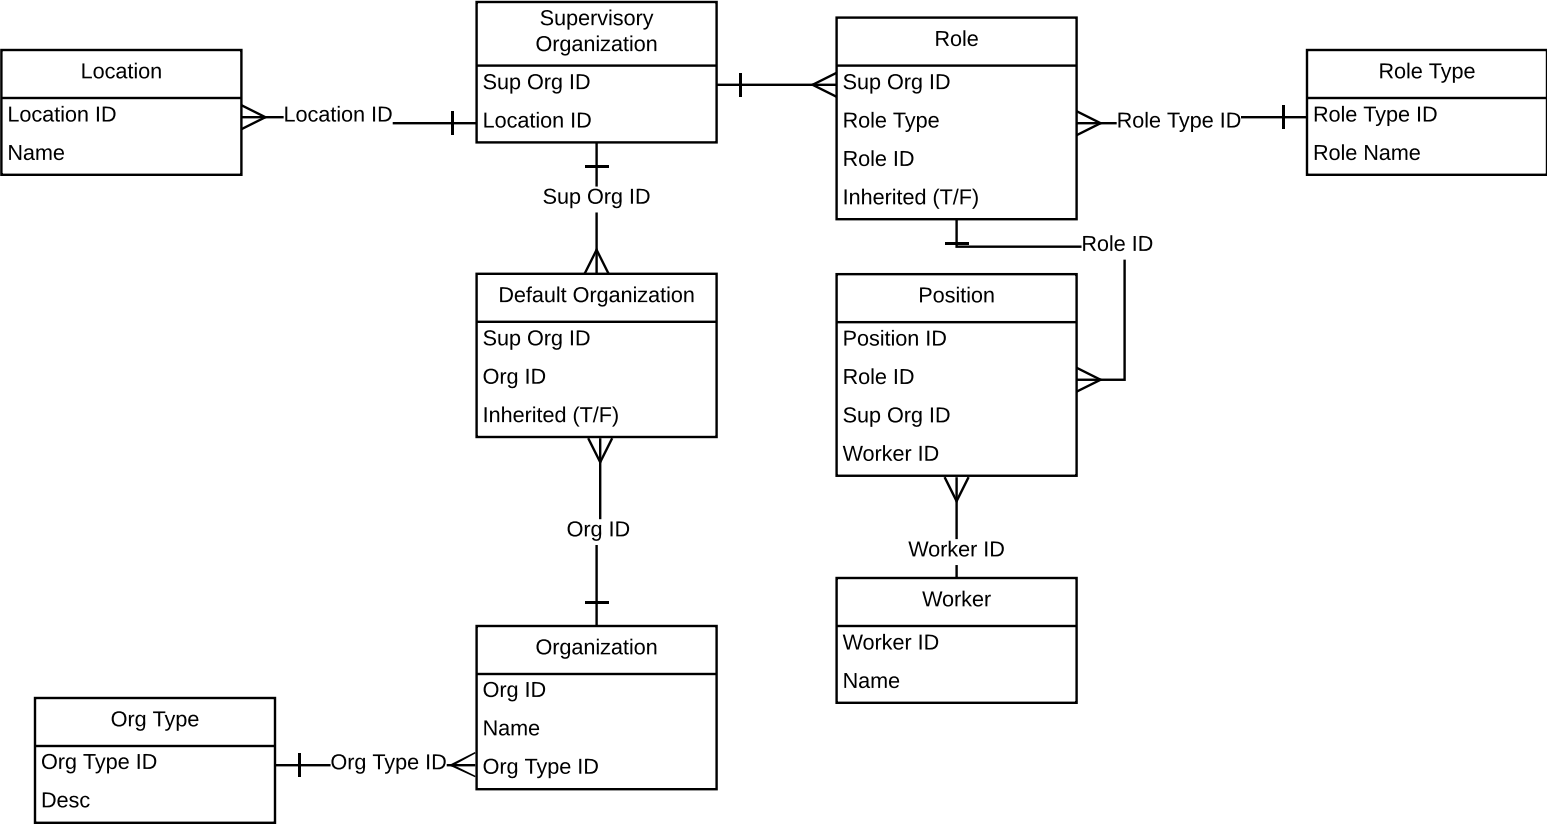 Supervisory
Organization
Sup Org ID
Location ID
Location
Location ID
Name
Location ID
Role
Sup Org ID
Role Type
Role ID
Inherited (T/F)
Role Type ID
Role Type
Role Type ID
Role Name
Sup Org ID
Role ID
Default Organization
Sup Org ID
Org ID
Inherited (T/F)
Position
Position ID
Role ID
Sup Org ID
Worker ID
Org ID
Worker ID
Worker
Worker ID
Name
Organization
Org ID
Name
Org Type ID
Org Type
Org Type ID
Desc
Org Type ID